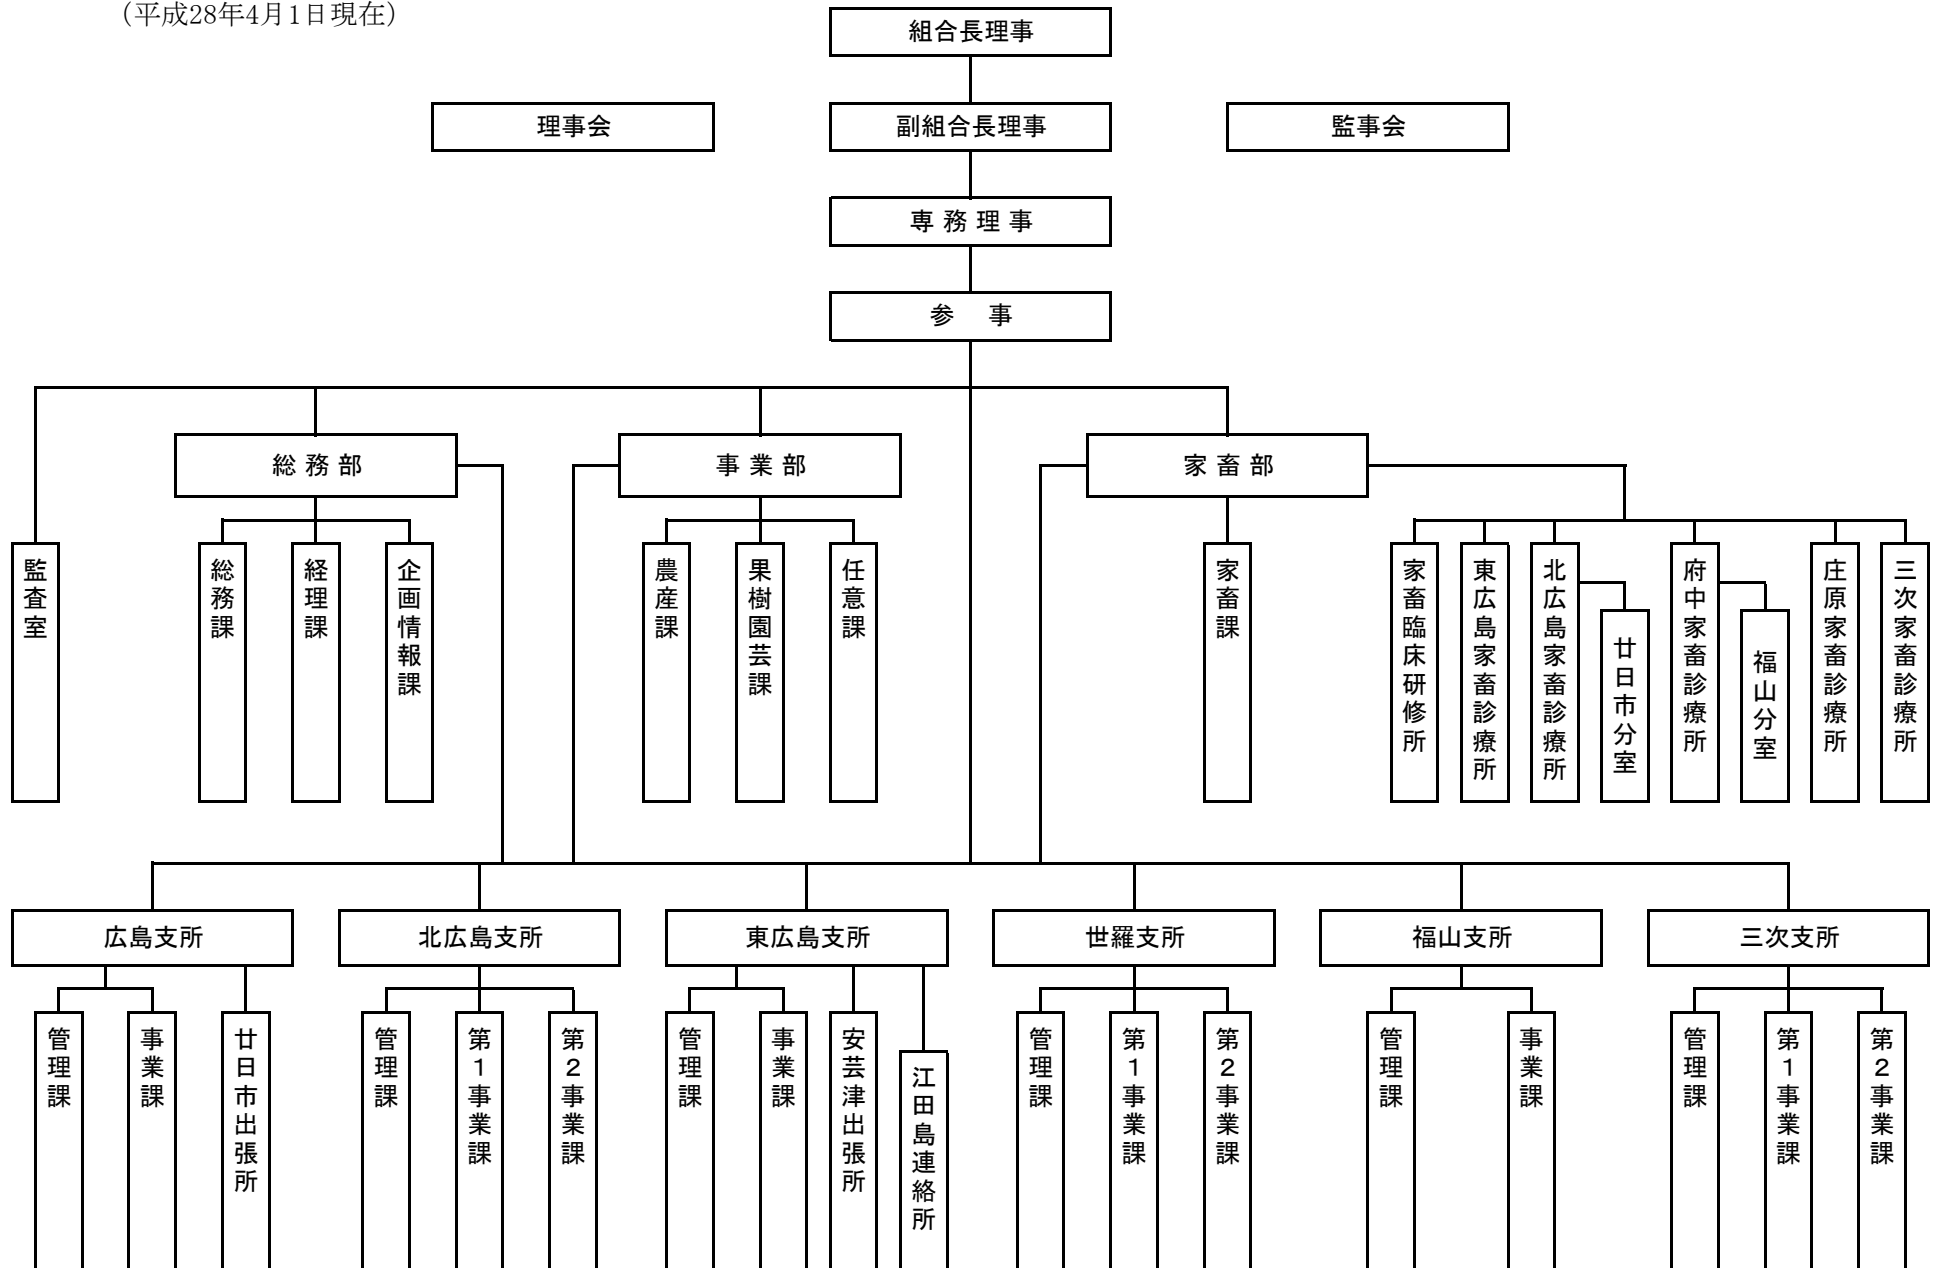 （平成28年4月1日現在）
組合長理事
理事会
副組合長理事
監事会
専務理事
参　事
総務部
事業部
家畜部
監査室
総務課
経理課
企画情報課
農産課
果樹園芸課
任意課
家畜課
家畜臨床研修所
東広島家畜診療所
北広島家畜診療所
廿日市分室
府中家畜診療所
福山分室
庄原家畜診療所
三次家畜診療所
広島支所
北広島支所
東広島支所
世羅支所
福山支所
三次支所
管理課
事業課
廿日市出張所
管理課
第１事業課
第２事業課
管理課
事業課
安芸津出張所
江田島連絡所
管理課
第１事業課
第２事業課
管理課
事業課
管理課
第１事業課
第２事業課